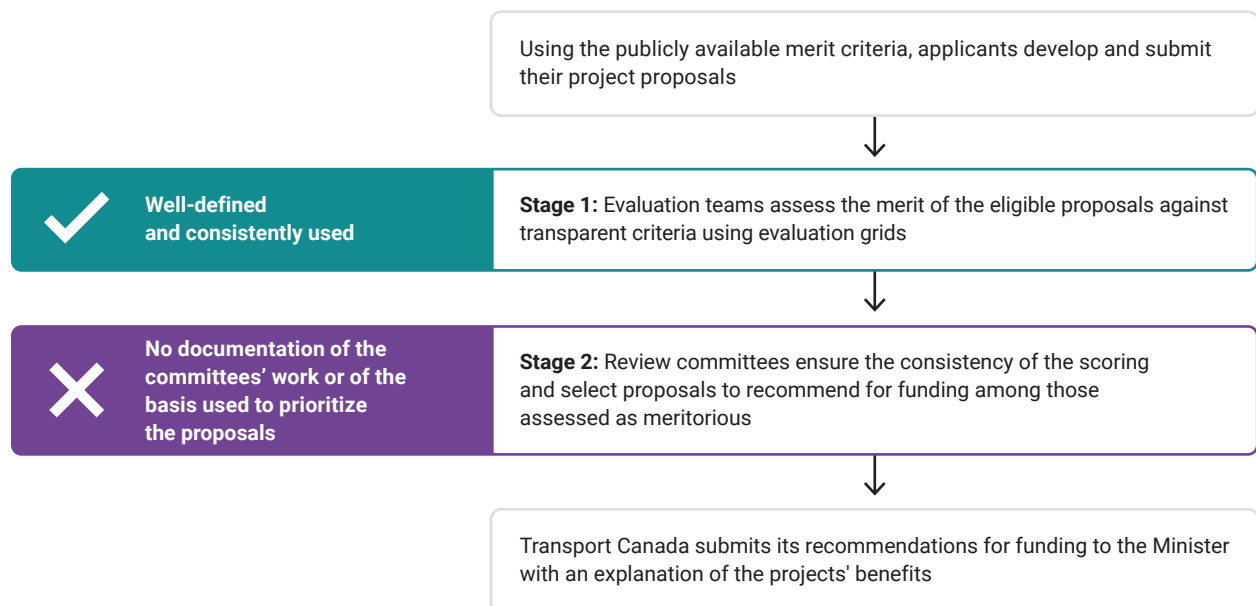 Using the publicly available merit criteria, applicants develop and submit
their project proposals
Well-defined
and consistently used
Stage 1: Evaluation teams assess the merit of the eligible proposals against
transparent criteria using evaluation grids
No documentation of the
committees’ work or of the
basis used to prioritize
the proposals
Stage 2: Review committees ensure the consistency of the scoring
and select proposals to recommend for funding among those
assessed as meritorious
Transport Canada submits its recommendations for funding to the Minister
with an explanation of the projects' benefits